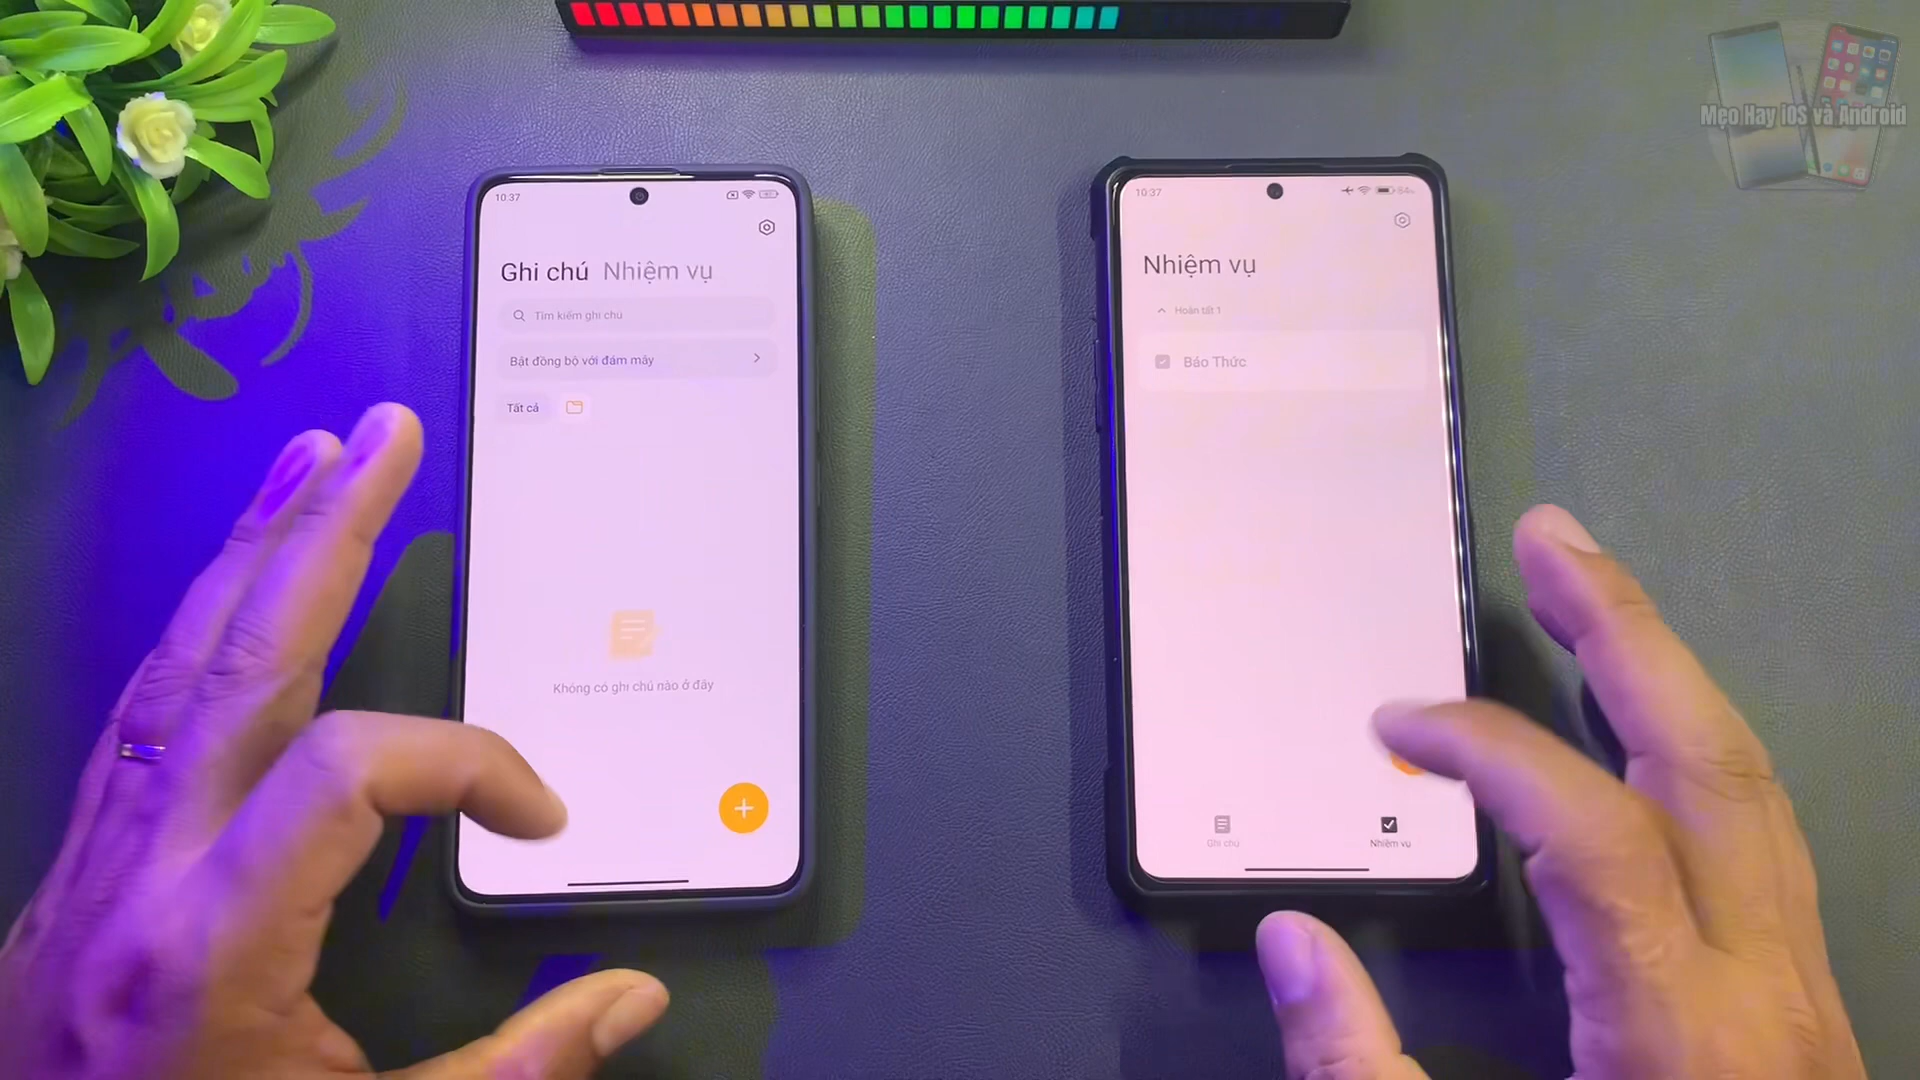 Mẹo Hay iOS và Android
10:37
Ghi chú Nhiệm vụ
Tìm kiếm ghi chú
Bật đồng bộ với đám mây
Tất cả
Không có ghi chú nào ở đây
10:37
84%
Nhiệm vụ
Hoàn tất 1
Báo Thức
Ghi chú
Nhiệm vụ